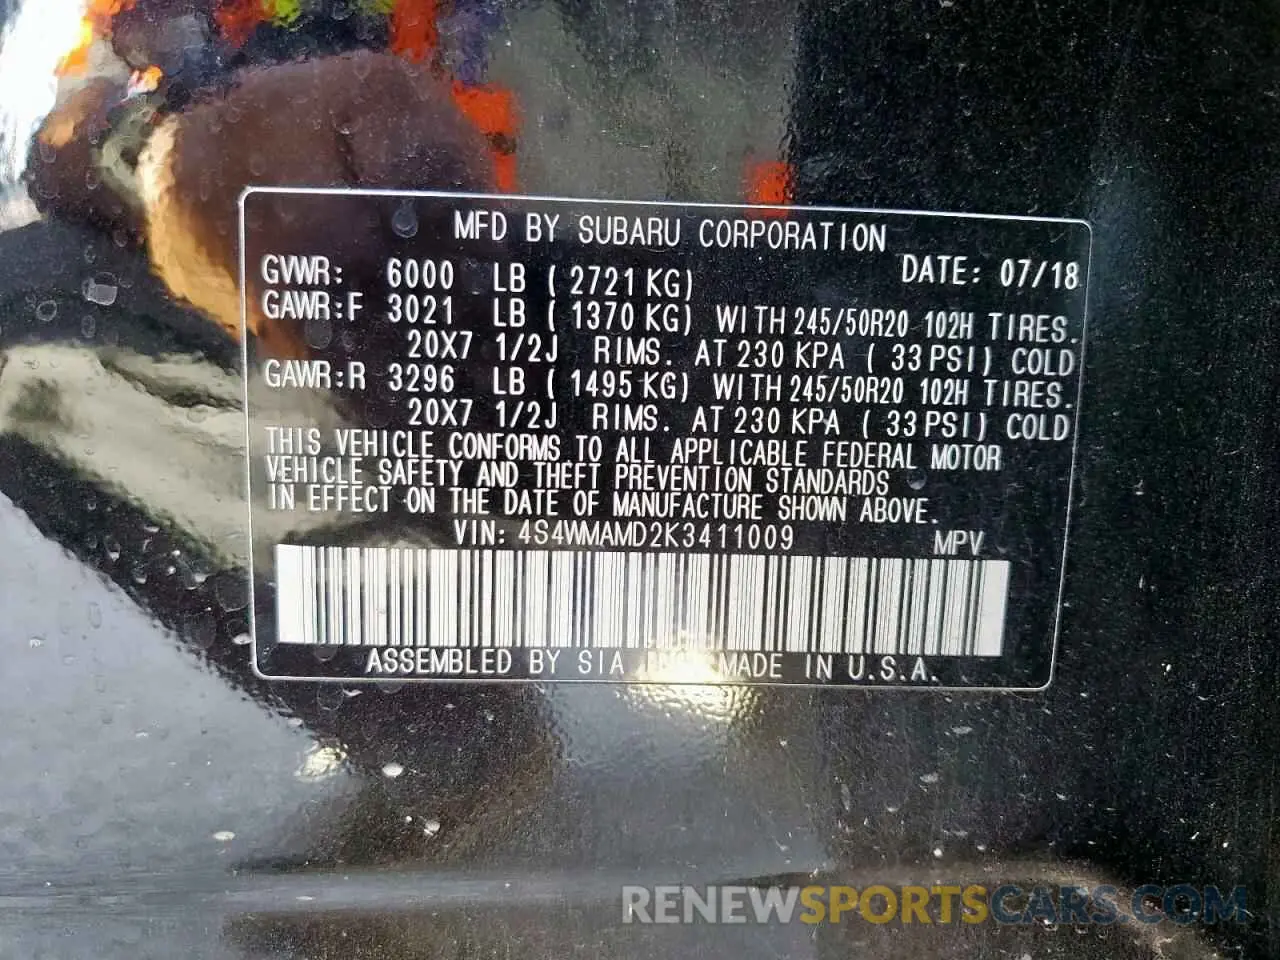 MFD BY SUBARU CORPORATION
GVWR: 6000 LB ( 2721 KG) DATE: 07/18
GAWR:F 3021 LB ( 1370 KG) WITH 245/50R20 102H TIRES.
20X7 1/2J RIMS. AT 230 KPA ( 33 PSI) COLD
GAWR:R 3296 LB ( 1495 KG) WITH 245/50R20 102H TIRES.
20X7 1/2J RIMS. AT 230 KPA ( 33 PSI) COLD
THIS VEHICLE CONFORMS TO ALL APPLICABLE FEDERAL MOTOR
VEHICLE SAFETY AND THEFT PREVENTION STANDARDS
IN EFFECT ON THE DATE OF MANUFACTURE SHOWN ABOVE.
VIN: 4S4WMAMD2K3411009 MPV
ASSEMBLED BY SIA MADE IN U.S.A.
RENEWSPORTSCARS.COM